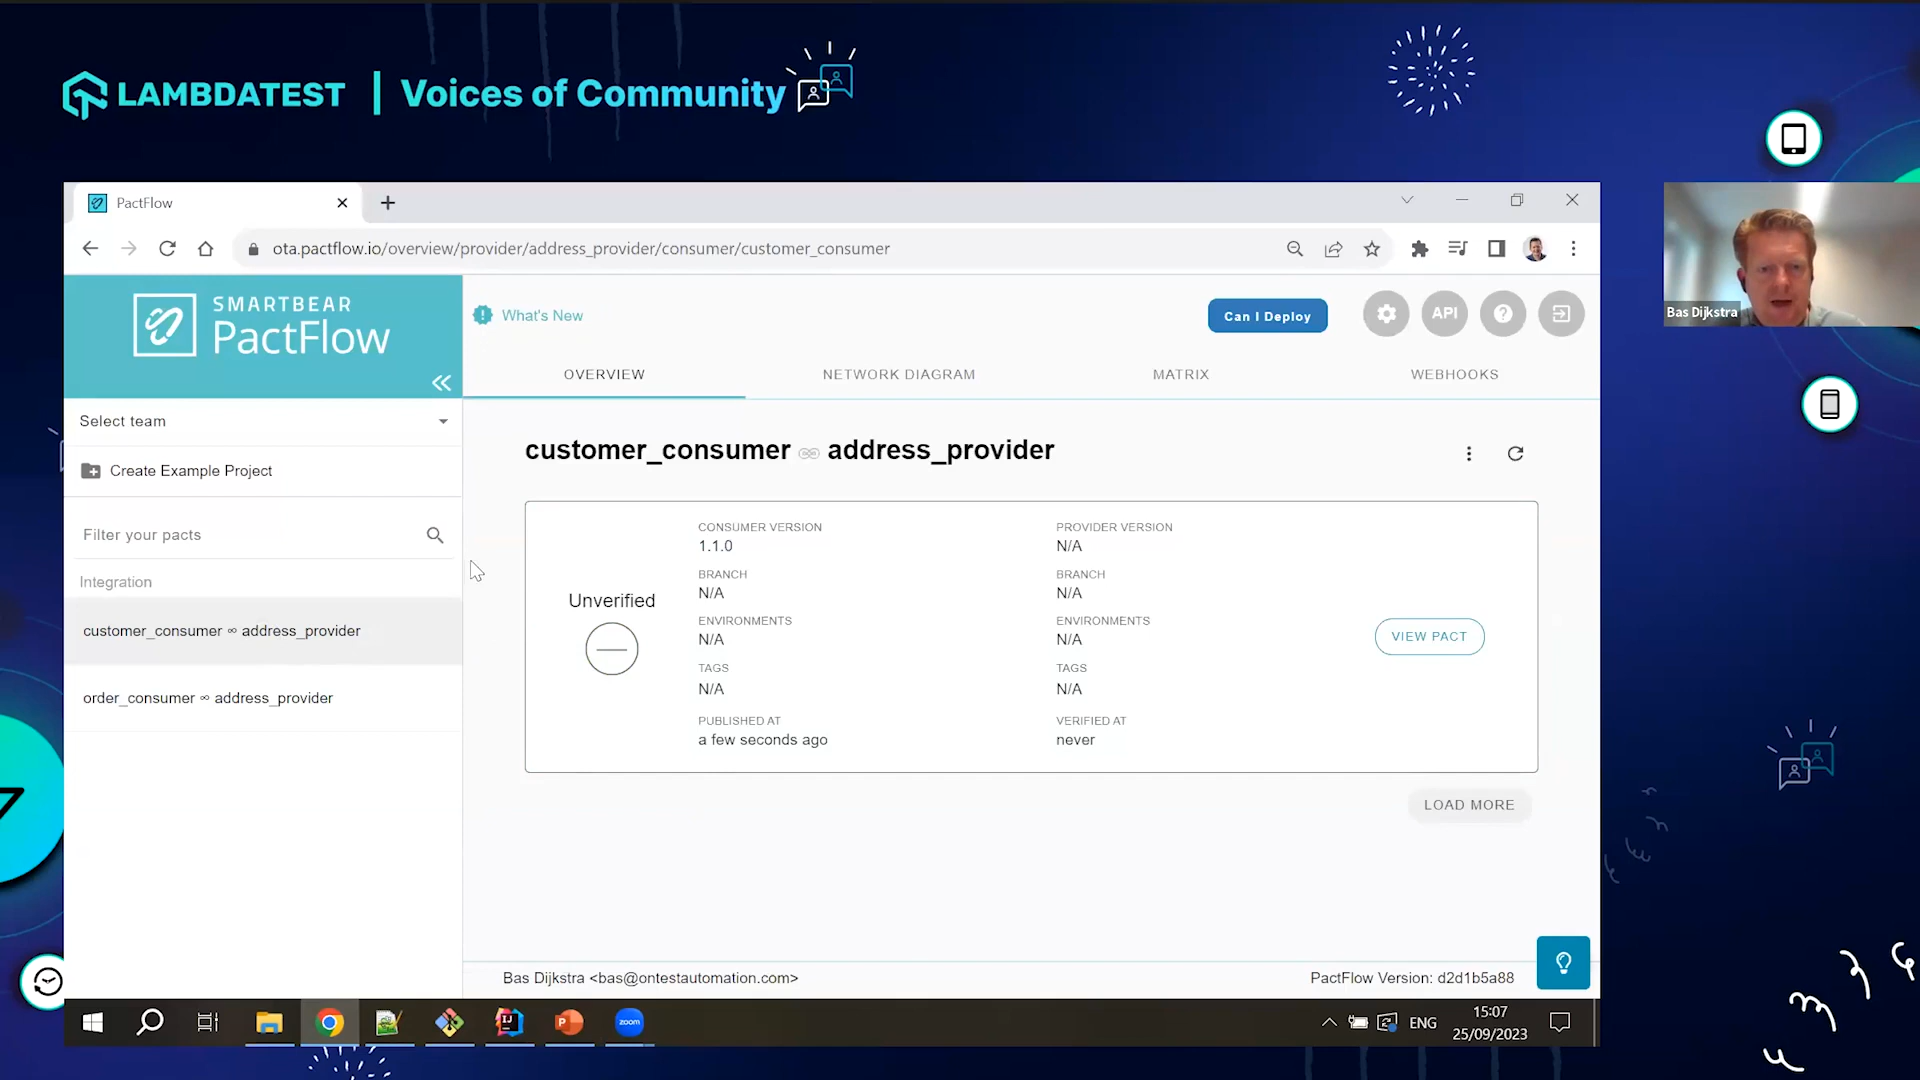 LAMBDATEST | Voices of Community
PactFlow
ota.pactflow.io/overview/provider/address_provider/consumer/customer_consumer
SMARTBEAR
PactFlow
What's New
Can I Deploy
API
OVERVIEW
NETWORK DIAGRAM
MATRIX
WEBHOOKS
Select team
Create Example Project
Filter your pacts
Integration
customer_consumer ∞ address_provider
order_consumer ∞ address_provider
customer_consumer ∞ address_provider
Unverified
CONSUMER VERSION
1.1.0
BRANCH
N/A
ENVIRONMENTS
N/A
TAGS
N/A
PUBLISHED AT
a few seconds ago
PROVIDER VERSION
N/A
BRANCH
N/A
ENVIRONMENTS
N/A
TAGS
N/A
VERIFIED AT
never
VIEW PACT
LOAD MORE
Bas Dijkstra <bas@ontestautomation.com>
PactFlow Version: d2d1b5a88
Bas Dijkstra
zoom
ENG
15:07
25/09/2023